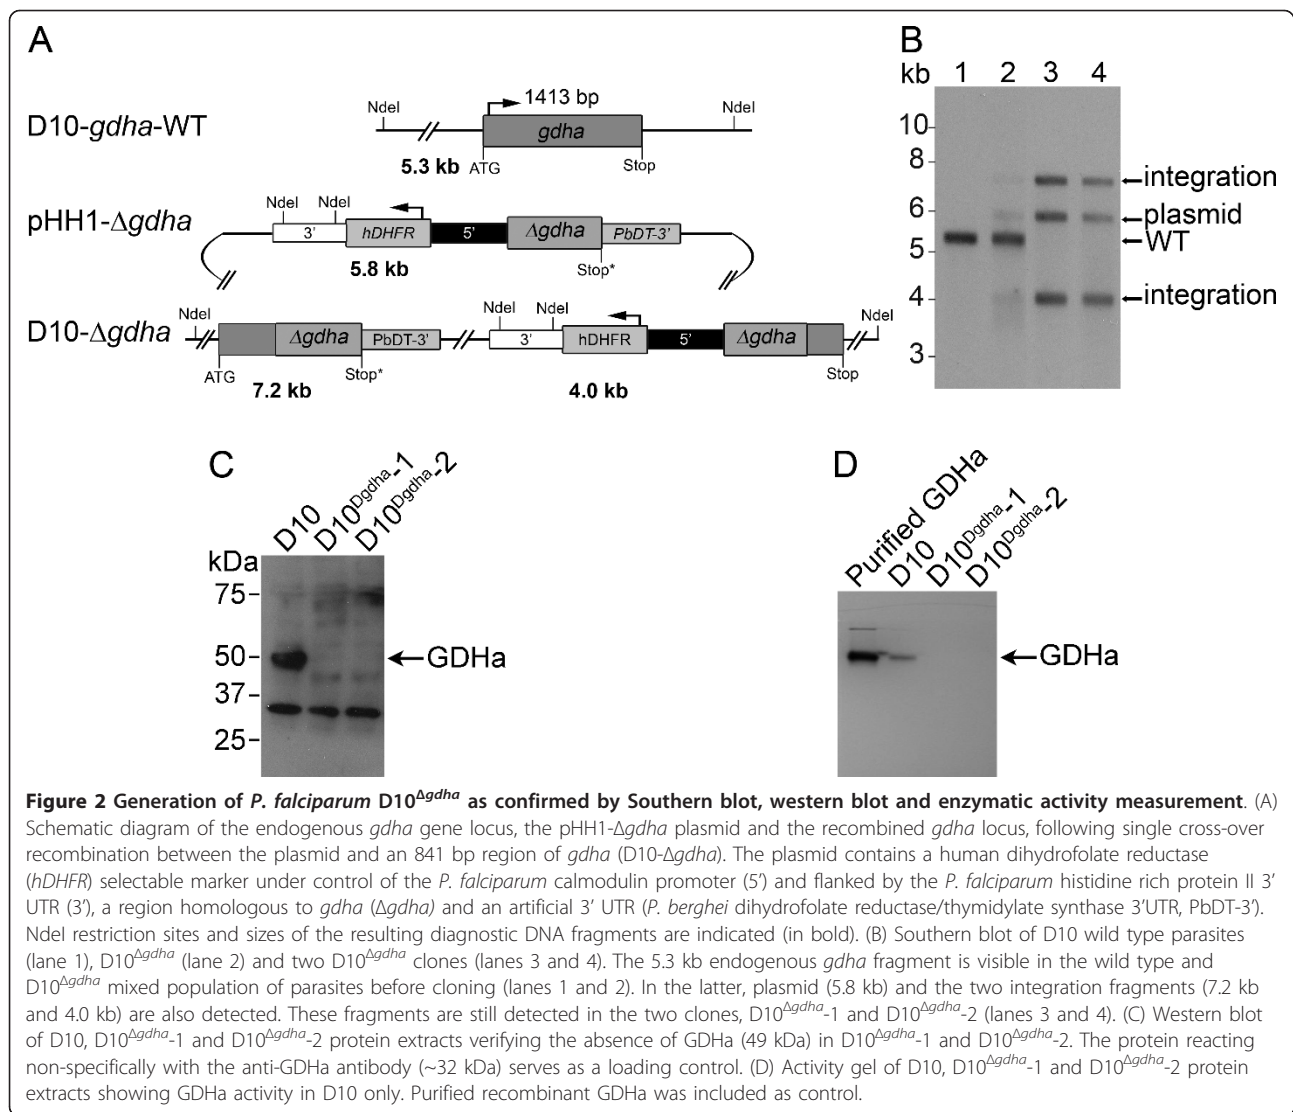 A
D10-gdha-WT
NdeI
1413 bp
NdeI
gdha
5.3 kb
ATG
Stop
pHH1-Δgdha
NdeI
NdeI
3'
hDHFR
5'
Δgdha
PbDT-3'
5.8 kb
Stop*
D10-Δgdha
NdeI
Δgdha
PbDT-3'
NdeI
NdeI
3'
hDHFR
5'
Δgdha
NdeI
ATG
Stop*
Stop
7.2 kb
4.0 kb
B
kb 1 2 3 4
10
8
integration
6
plasmid
WT
5
4
integration
3
C
D10
D10Dgdha-1
D10Dgdha-2
kDa
75
50
GDHa
37
25
D
Purified GDHa
D10
D10Dgdha-1
D10Dgdha-2
GDHa
Figure 2 Generation of P. falciparum D10Δgdha as confirmed by Southern blot, western blot and enzymatic activity measurement. (A)
Schematic diagram of the endogenous gdha gene locus, the pHH1-Δgdha plasmid and the recombined gdha locus, following single cross-over
recombination between the plasmid and an 841 bp region of gdha (D10-Δgdha). The plasmid contains a human dihydrofolate reductase
(hDHFR) selectable marker under control of the P. falciparum calmodulin promoter (5') and flanked by the P. falciparum histidine rich protein II 3'
UTR (3'), a region homologous to gdha (Δgdha) and an artificial 3' UTR (P. berghei dihydrofolate reductase/thymidylate synthase 3'UTR, PbDT-3').
NdeI restriction sites and sizes of the resulting diagnostic DNA fragments are indicated (in bold). (B) Southern blot of D10 wild type parasites
(lane 1), D10Δgdha (lane 2) and two D10Δgdha clones (lanes 3 and 4). The 5.3 kb endogenous gdha fragment is visible in the wild type and
D10Δgdha mixed population of parasites before cloning (lanes 1 and 2). In the latter, plasmid (5.8 kb) and the two integration fragments (7.2 kb
and 4.0 kb) are also detected. These fragments are still detected in the two clones, D10Δgdha-1 and D10Δgdha-2 (lanes 3 and 4). (C) Western blot
of D10, D10Δgdha-1 and D10Δgdha-2 protein extracts verifying the absence of GDHa (49 kDa) in D10Δgdha-1 and D10Δgdha-2. The protein reacting
non-specifically with the anti-GDHa antibody (~32 kDa) serves as a loading control. (D) Activity gel of D10, D10Δgdha-1 and D10Δgdha-2 protein
extracts showing GDHa activity in D10 only. Purified recombinant GDHa was included as control.